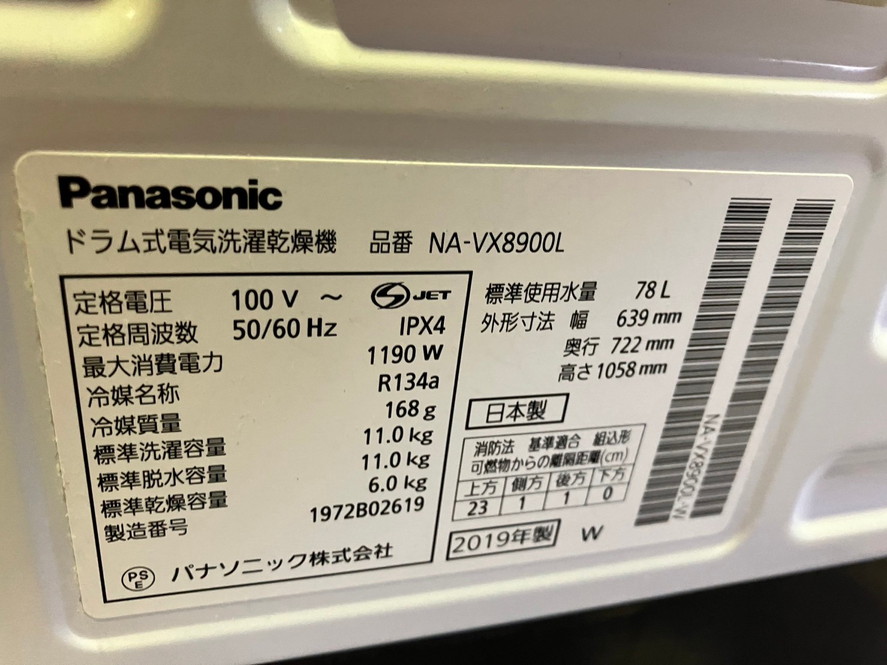 Panasonic
ドラム式電気洗濯乾燥機 品番 NA-VX8900L
定格電圧 100 V ～ JET
定格周波数 50/60 Hz IPX4
最大消費電力 1190 W
冷媒名称 R134a
冷媒質量 168 g
標準洗濯容量 11.0 kg
標準脱水容量 11.0 kg
標準乾燥容量 6.0 kg
製造番号 1972B02619
PS E パナソニック株式会社
標準使用水量 78 L
外形寸法 幅 639 mm
奥行 722 mm
高さ 1058 mm
日本製
消防法 基準適合 組込形
可燃物からの離隔距離(cm)
上方 側方 後方 下方
23 1 1 0
2019年製 W
NA-VX8900L-W